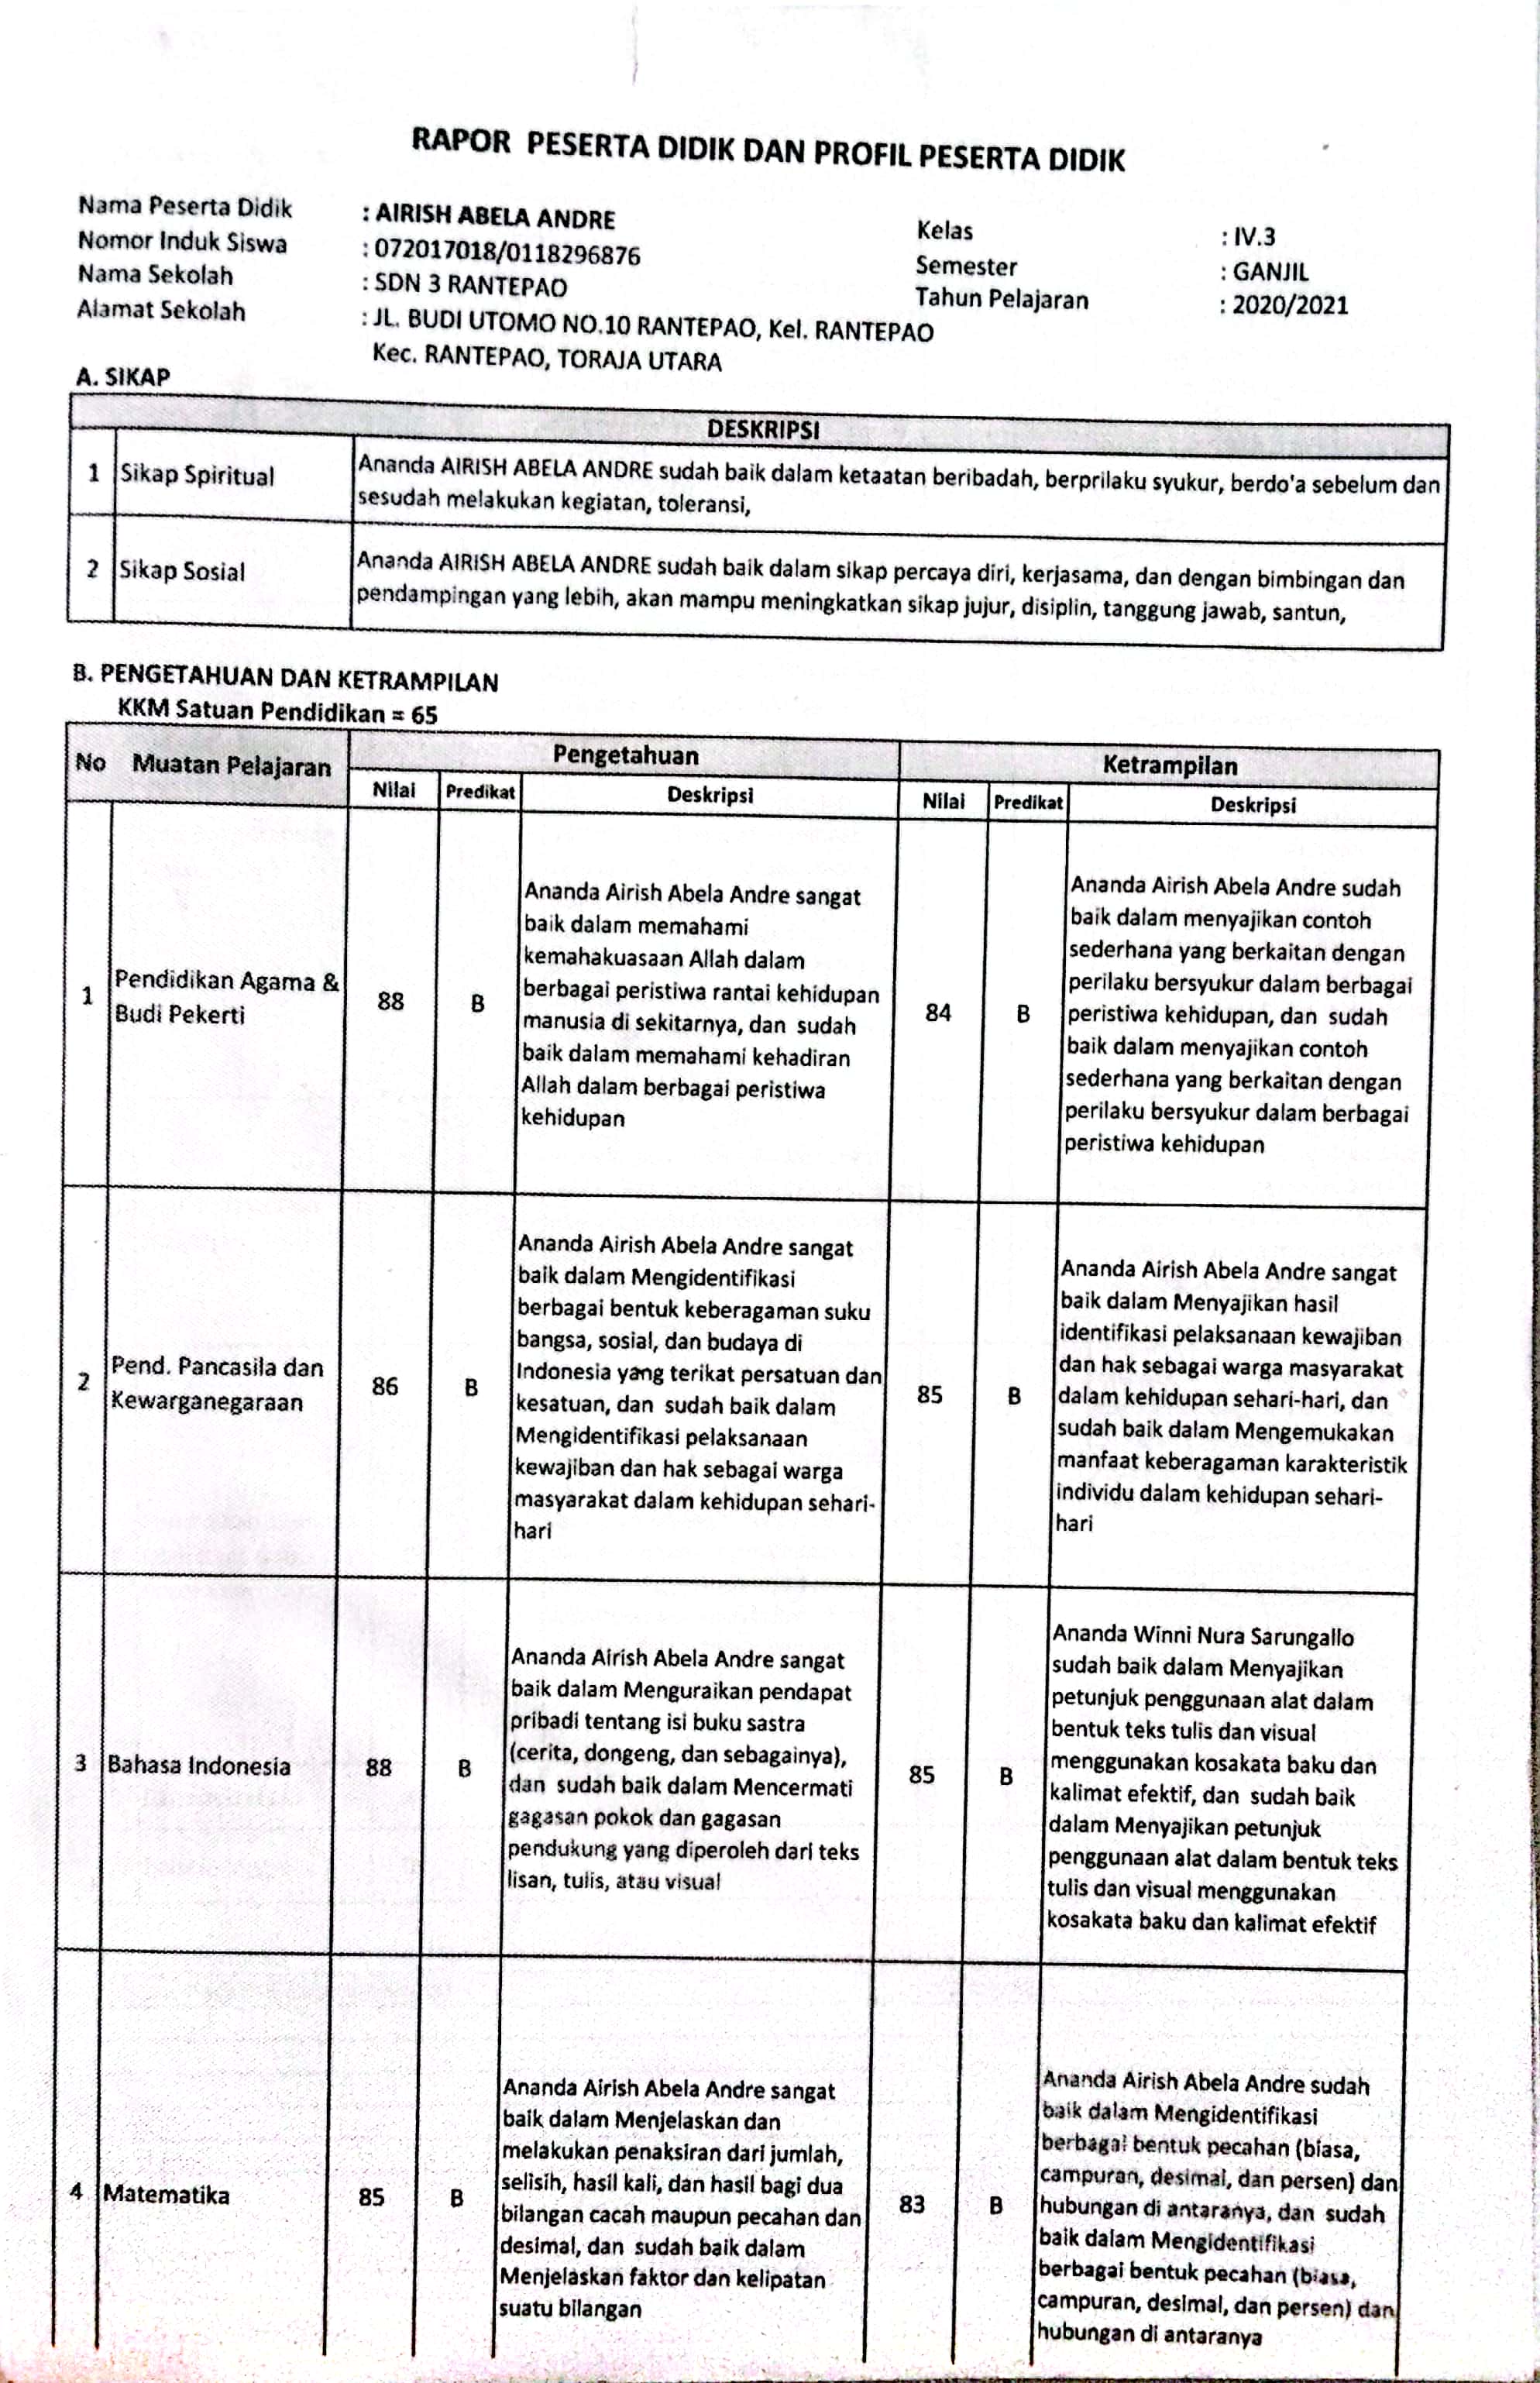 RAPOR PESERTA DIDIK DAN PROFIL PESERTA DIDIK
Nama Peserta Didik : AIRISH ABELA ANDRE Kelas : IV.3
Nomor Induk Siswa : 072017018/0118296876 Semester : GANJIL
Nama Sekolah : SDN 3 RANTEPAO Tahun Pelajaran : 2020/2021
Alamat Sekolah : JL. BUDI UTOMO NO.10 RANTEPAO, Kel. RANTEPAO
Kec. RANTEPAO, TORAJA UTARA
A. SIKAP
DESKRIPSI
1 Sikap Spiritual
Ananda AIRISH ABELA ANDRE sudah baik dalam ketaatan beribadah, berprilaku syukur, berdo'a sebelum dan
sesudah melakukan kegiatan, toleransi,
2 Sikap Sosial
Ananda AIRISH ABELA ANDRE sudah baik dalam sikap percaya diri, kerjasama, dan dengan bimbingan dan
pendampingan yang lebih, akan mampu meningkatkan sikap jujur, disiplin, tanggung jawab, santun,
B. PENGETAHUAN DAN KETRAMPILAN
KKM Satuan Pendidikan = 65
No Muatan Pelajaran Pengetahuan Ketrampilan
Nilai Predikat Deskripsi Nilai Predikat Deskripsi
1
Pendidikan Agama &
Budi Pekerti
88 B
Ananda Airish Abela Andre sangat
baik dalam memahami
kemahakuasaan Allah dalam
berbagai peristiwa rantai kehidupan
manusia di sekitarnya, dan sudah
baik dalam memahami kehadiran
Allah dalam berbagai peristiwa
kehidupan
84 B
Ananda Airish Abela Andre sudah
baik dalam menyajikan contoh
sederhana yang berkaitan dengan
perilaku bersyukur dalam berbagai
peristiwa kehidupan, dan sudah
baik dalam menyajikan contoh
sederhana yang berkaitan dengan
perilaku bersyukur dalam berbagai
peristiwa kehidupan
2
Pend. Pancasila dan
Kewarganegaraan
86 B
Ananda Airish Abela Andre sangat
baik dalam Mengidentifikasi
berbagai bentuk keberagaman suku
bangsa, sosial, dan budaya di
Indonesia yang terikat persatuan dan
kesatuan, dan sudah baik dalam
Mengidentifikasi pelaksanaan
kewajiban dan hak sebagai warga
masyarakat dalam kehidupan sehari-
hari
85 B
Ananda Airish Abela Andre sangat
baik dalam Menyajikan hasil
identifikasi pelaksanaan kewajiban
dan hak sebagai warga masyarakat
dalam kehidupan sehari-hari, dan
sudah baik dalam Mengemukakan
manfaat keberagaman karakteristik
individu dalam kehidupan sehari-
hari
3 Bahasa Indonesia
88 B
Ananda Airish Abela Andre sangat
baik dalam Menguraikan pendapat
pribadi tentang isi buku sastra
(cerita, dongeng, dan sebagainya),
dan sudah baik dalam Mencermati
gagasan pokok dan gagasan
pendukung yang diperoleh dari teks
lisan, tulis, atau visual
85 B
Ananda Winni Nura Sarungallo
sudah baik dalam Menyajikan
petunjuk penggunaan alat dalam
bentuk teks tulis dan visual
menggunakan kosakata baku dan
kalimat efektif, dan sudah baik
dalam Menyajikan petunjuk
penggunaan alat dalam bentuk teks
tulis dan visual menggunakan
kosakata baku dan kalimat efektif
4 Matematika
85 B
Ananda Airish Abela Andre sangat
baik dalam Menjelaskan dan
melakukan penaksiran dari jumlah,
selisih, hasil kali, dan hasil bagi dua
bilangan cacah maupun pecahan dan
desimal, dan sudah baik dalam
Menjelaskan faktor dan kelipatan
suatu bilangan
83 B
Ananda Airish Abela Andre sudah
baik dalam Mengidentifikasi
berbagai bentuk pecahan (biasa,
campuran, desimal, dan persen) dan
hubungan di antaranya, dan sudah
baik dalam Mengidentifikasi
berbagai bentuk pecahan (biasa,
campuran, desimal, dan persen) dan
hubungan di antaranya